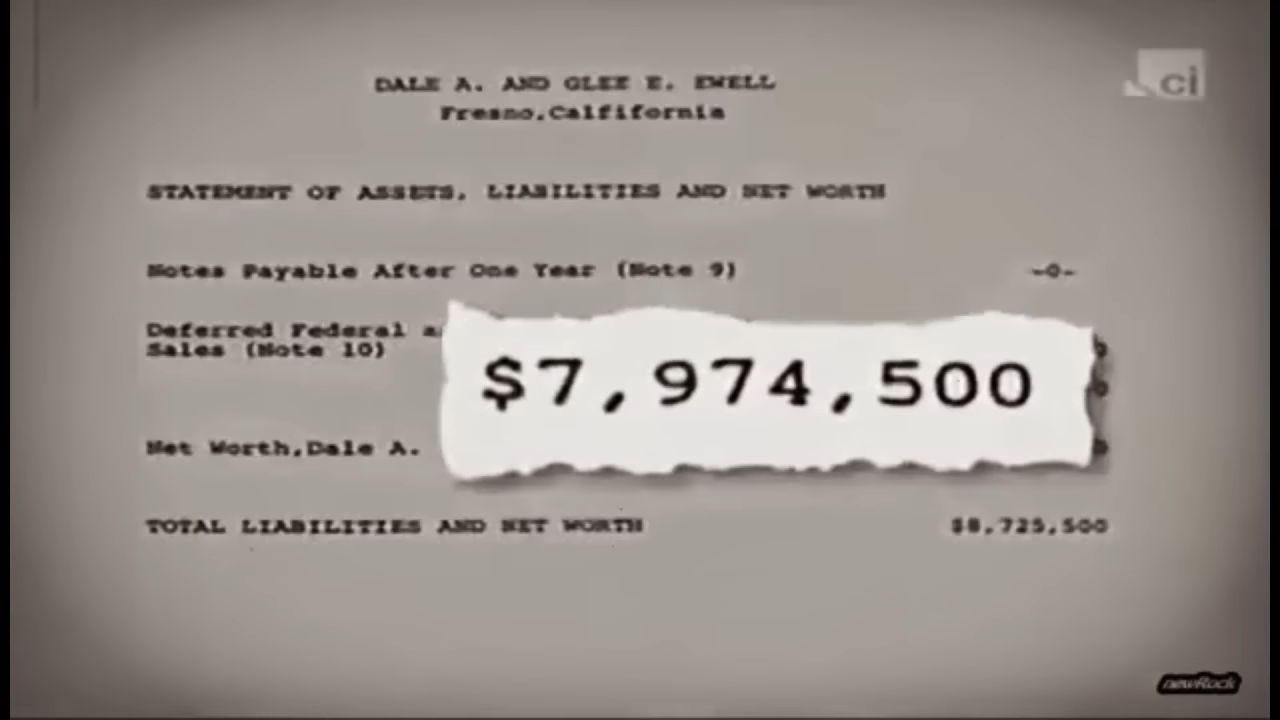 ci
DALE A. AND GLEE E. EWELL
Fresno,Calfifornia
STATEMENT OF ASSETS, LIABILITIES AND NET WORTH
Notes Payable After One Year (Note 9) -0-
Deferred Federal
Sales (Note 10)
$7,974,500
Net Worth,Dale A.
TOTAL LIABILITIES AND NET WORTH $8,725,500
newRock